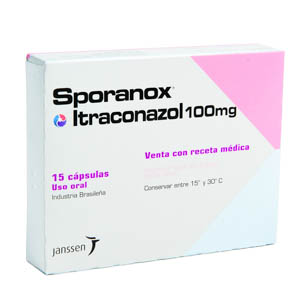 Sporanox®
Itraconazol 100mg
Venta con receta médica
15 cápsulas
Uso oral
Industria Brasileña
Conservar entre 15° y 30° C
janssen